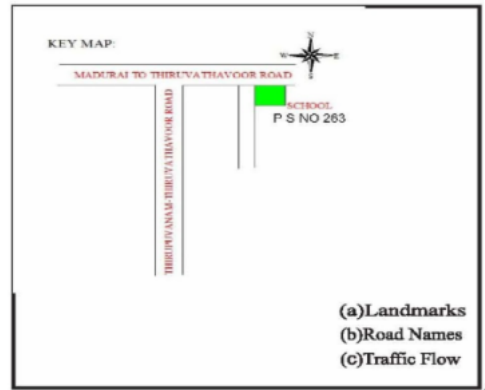 KEY MAP:
W
E
S
MADURAI TO THIRUVATHAVOOR ROAD
SCHOOL
P S NO 263
THIRUPUVANAM-THIRUVATHAVOOR ROAD
(a)Landmarks
(b)Road Names
(c)Traffic Flow